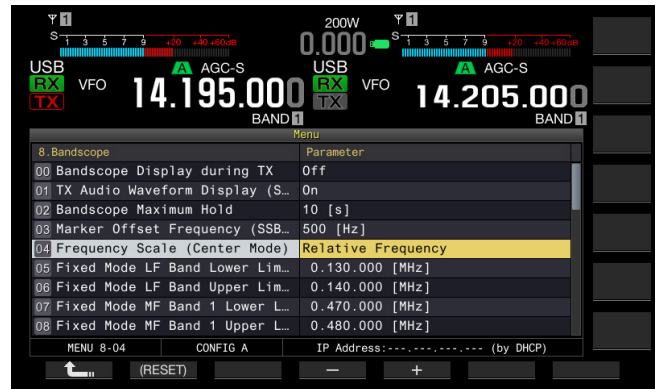 1 200W 1
S 1 3 5 7 9 +20 +40 +60dB 0.000 S 1 3 5 7 9 +20 +40 +60dB
USB A AGC-S USB A AGC-S
RX VFO 14.195.000 RX VFO 14.205.000
TX TX
BAND 1 BAND 1
Menu
8.Bandscope Parameter
00 Bandscope Display during TX Off
01 TX Audio Waveform Display (S… On
02 Bandscope Maximum Hold 10 [s]
03 Marker Offset Frequency (SSB… 500 [Hz]
04 Frequency Scale (Center Mode) Relative Frequency
05 Fixed Mode LF Band Lower Lim… 0.130.000 [MHz]
06 Fixed Mode LF Band Upper Lim… 0.140.000 [MHz]
07 Fixed Mode MF Band 1 Lower L… 0.470.000 [MHz]
08 Fixed Mode MF Band 1 Upper L… 0.480.000 [MHz]
MENU 8-04 CONFIG A IP Address:---.---.---.--- (by DHCP)
(RESET) − +